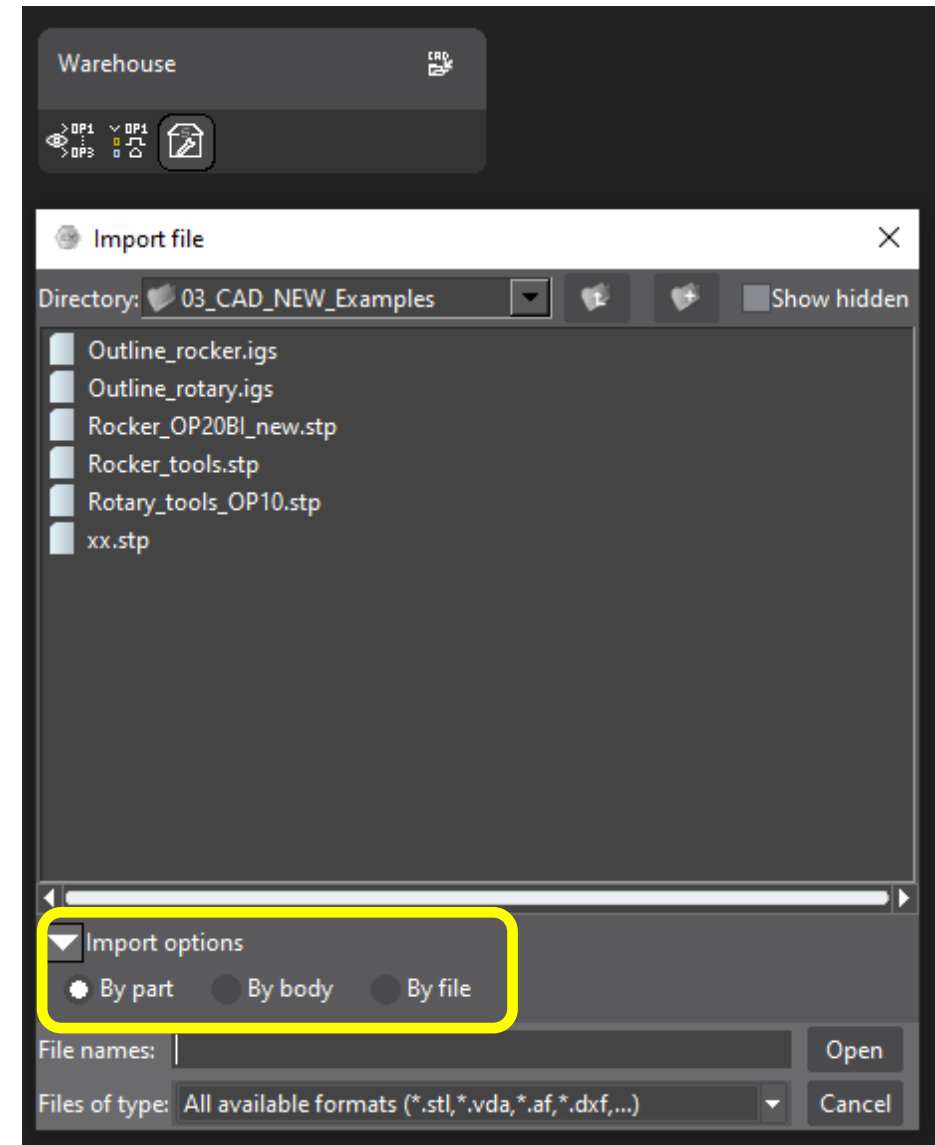 Warehouse
CAD
OP1 OP1
OP3
S
Import file
Directory: 03_CAD_NEW_Examples Show hidden
Outline_rocker.igs
Outline_rotary.igs
Rocker_OP20BI_new.stp
Rocker_tools.stp
Rotary_tools_OP10.stp
xx.stp
Import options
By part By body By file
File names: Open
Files of type: All available formats (*.stl,*.vda,*.af,*.dxf,...) Cancel